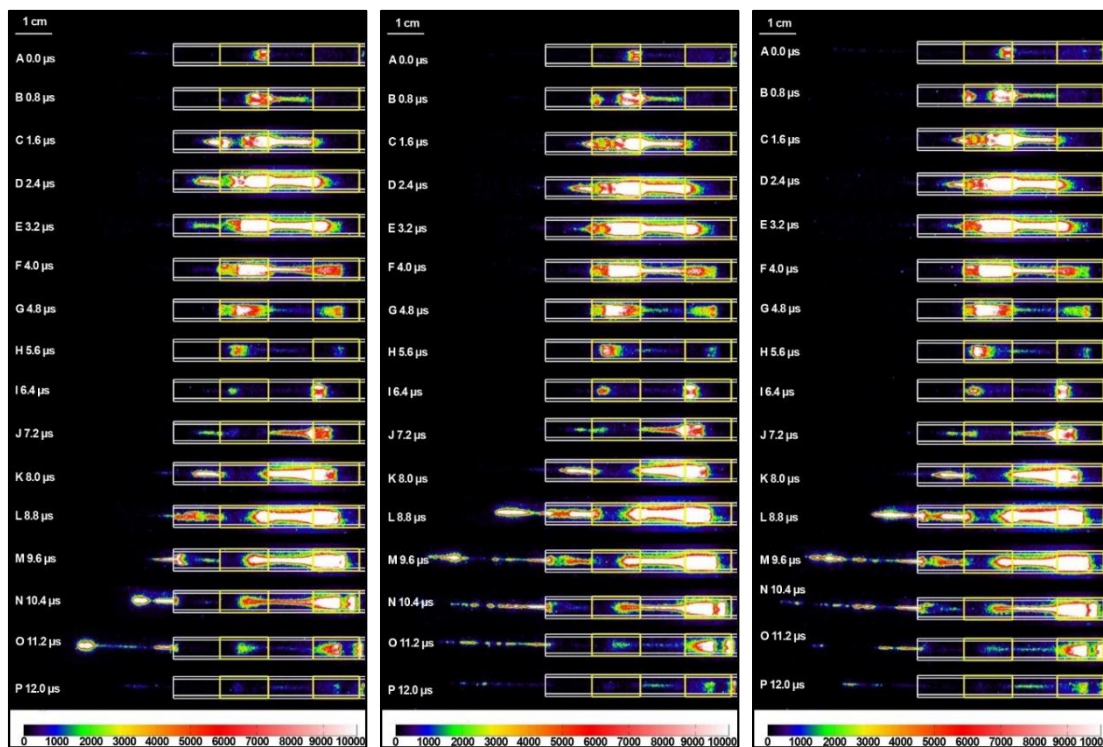 1 cm
A 0.0 µs
B 0.8 µs
C 1.6 µs
D 2.4 µs
E 3.2 µs
F 4.0 µs
G 4.8 µs
H 5.6 µs
I 6.4 µs
J 7.2 µs
K 8.0 µs
L 8.8 µs
M 9.6 µs
N 10.4 µs
O 11.2 µs
P 12.0 µs
0 1000 2000 3000 4000 5000 6000 7000 8000 9000 10000
1 cm
A 0.0 µs
B 0.8 µs
C 1.6 µs
D 2.4 µs
E 3.2 µs
F 4.0 µs
G 4.8 µs
H 5.6 µs
I 6.4 µs
J 7.2 µs
K 8.0 µs
L 8.8 µs
M 9.6 µs
N 10.4 µs
O 11.2 µs
P 12.0 µs
0 1000 2000 3000 4000 5000 6000 7000 8000 9000 10000
1 cm
A 0.0 µs
B 0.8 µs
C 1.6 µs
D 2.4 µs
E 3.2 µs
F 4.0 µs
G 4.8 µs
H 5.6 µs
I 6.4 µs
J 7.2 µs
K 8.0 µs
L 8.8 µs
M 9.6 µs
N 10.4 µs
O 11.2 µs
P 12.0 µs
0 1000 2000 3000 4000 5000 6000 7000 8000 9000 10000